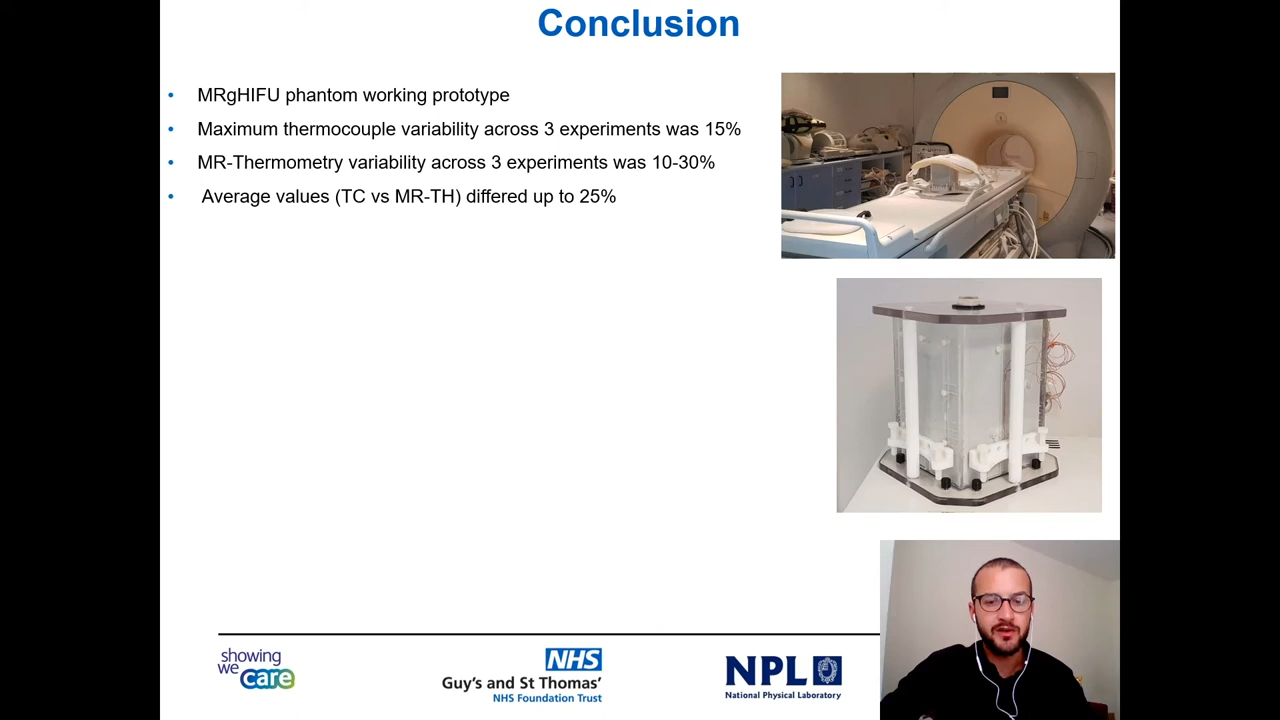 Conclusion
• MRgHIFU phantom working prototype
• Maximum thermocouple variability across 3 experiments was 15%
• MR-Thermometry variability across 3 experiments was 10-30%
• Average values (TC vs MR-TH) differed up to 25%
showing
we
care
NHS
Guy's and St Thomas'
NHS Foundation Trust
NPL
National Physical Laboratory